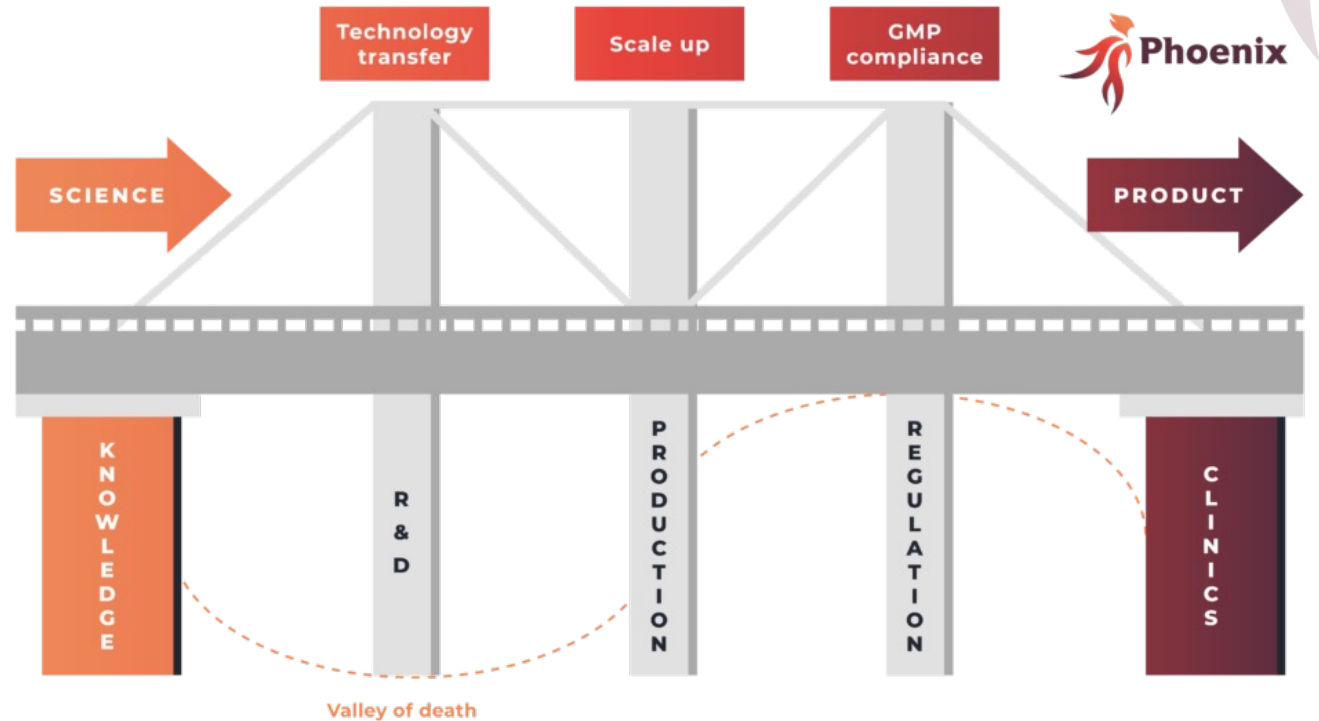 Technology
transfer
Scale up
GMP
compliance
Phoenix
SCIENCE
PRODUCT
KNOWLEDGE
R&D
PRODUCTION
REGULATION
CLINICS
Valley of death